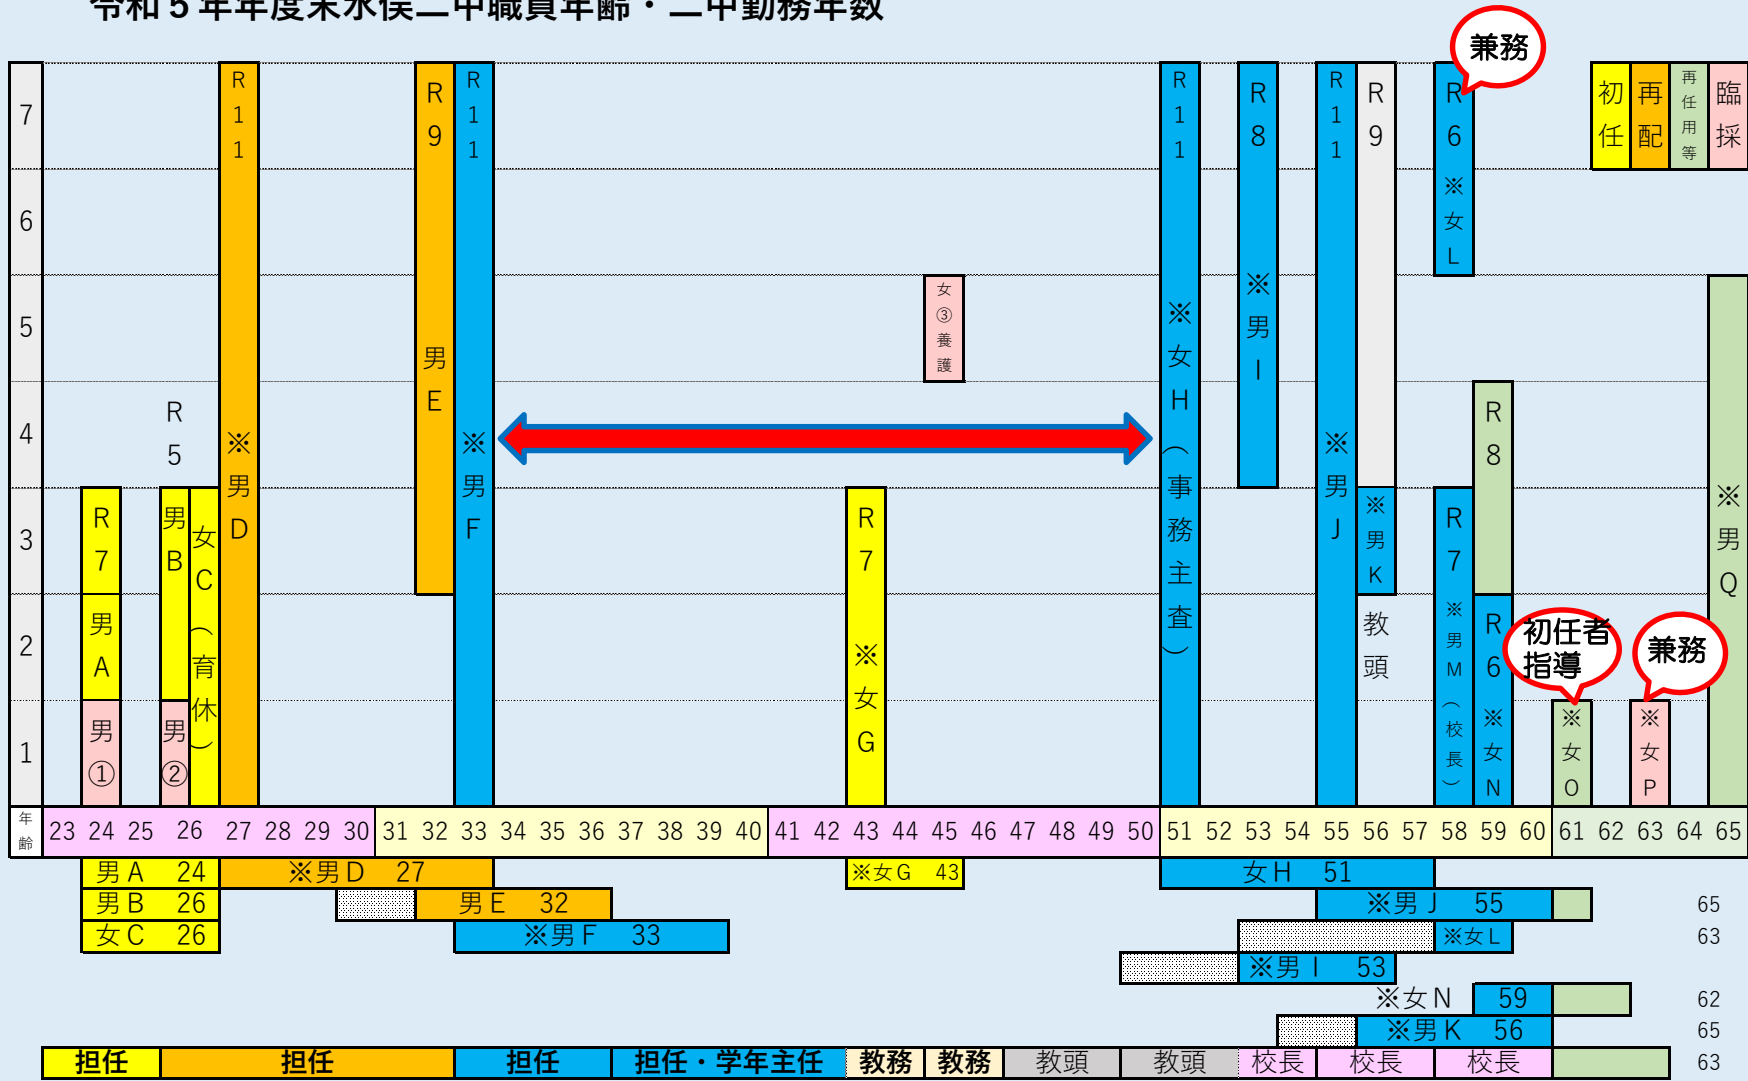 令和５年年度末水俣二中職員年齢・二中勤務年数
兼務
初任
再配
再任用等
臨採
7
6
5
4
3
2
1
R7
男A
男①
R5
男B
男②
女C（育休）
R11 ※男D
R9 男E
R11 ※男F
R7 ※女G
女③養護
R11 ※女H（事務主査）
R8 ※男I
R11 ※男J
R9
※男K
教頭
R6 ※女L
R7 ※男M（校長）
R8
R6 ※女N
初任者
指導
※女O
兼務
※女P
※男Q
年齢 23 24 25 26 27 28 29 30 31 32 33 34 35 36 37 38 39 40 41 42 43 44 45 46 47 48 49 50 51 52 53 54 55 56 57 58 59 60 61 62 63 64 65
男A 24 ※男D 27 ※女G 43 女H 51
男B 26 男E 32 ※男J 55 65
女C 26 ※男F 33 ※女L 63
※男I 53
※女N 59 62
※男K 56 65
担任 担任 担任 担任・学年主任 教務 教務 教頭 教頭 校長 校長 校長 63